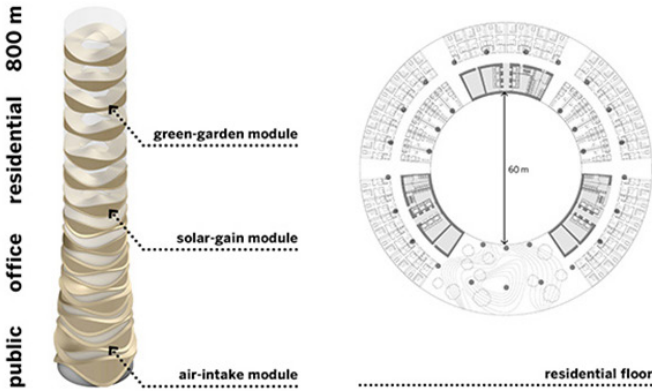 800 m
residential
office
public
green-garden module
solar-gain module
air-intake module
60 m
residential floor